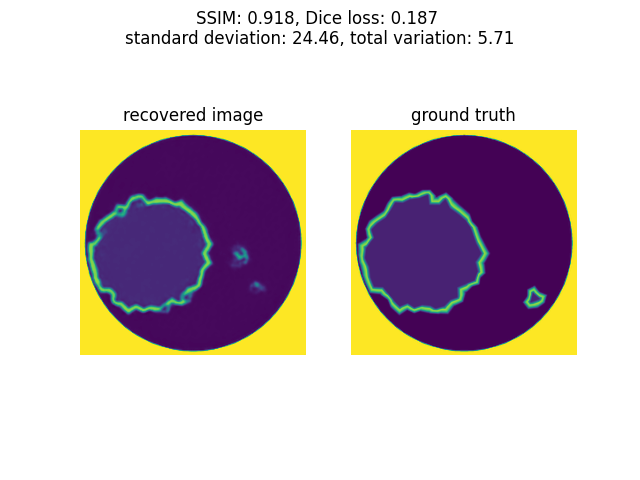 SSIM: 0.918, Dice loss: 0.187
standard deviation: 24.46, total variation: 5.71
recovered image
ground truth